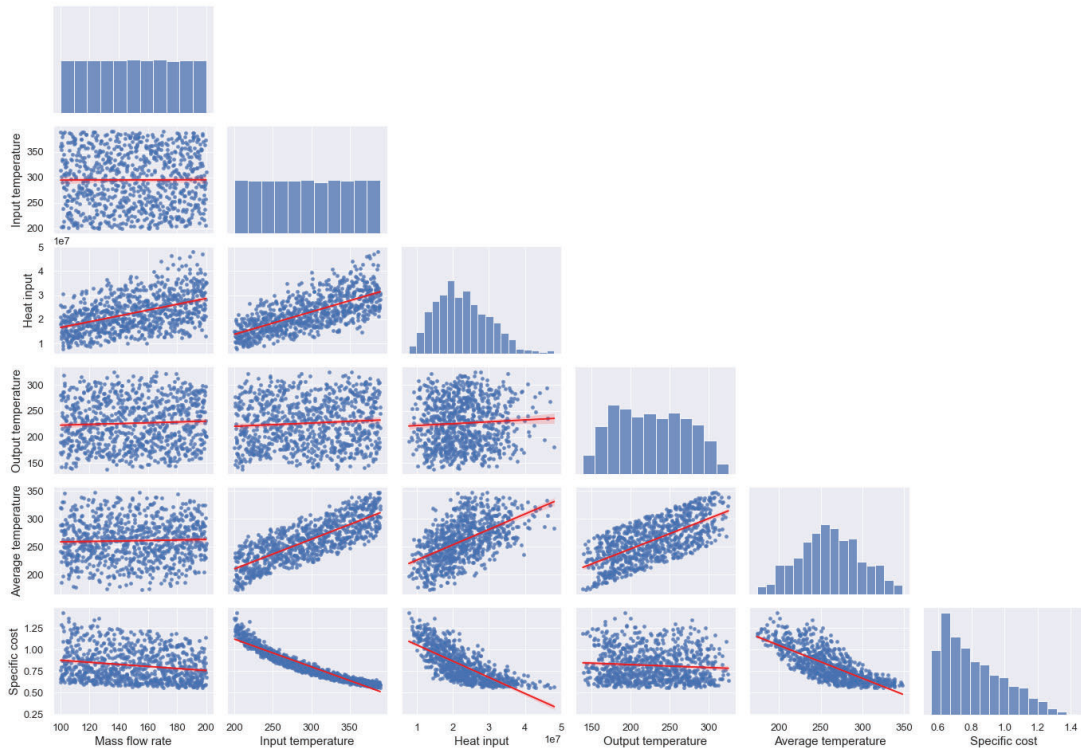 Input temperature
350
300
250
200
1e7
Heat input
5
4
3
2
1
Output temperature
300
250
200
150
Average temperature
350
300
250
200
Specific cost
1.25
1.00
0.75
0.50
0.25
100 120 140 160 180 200
200 250 300 350
1 2 3 4 5
1e7
150 200 250 300
200 250 300 350
0.6 0.8 1.0 1.2 1.4
Mass flow rate
Input temperature
Heat input
Output temperature
Average temperature
Specific cost